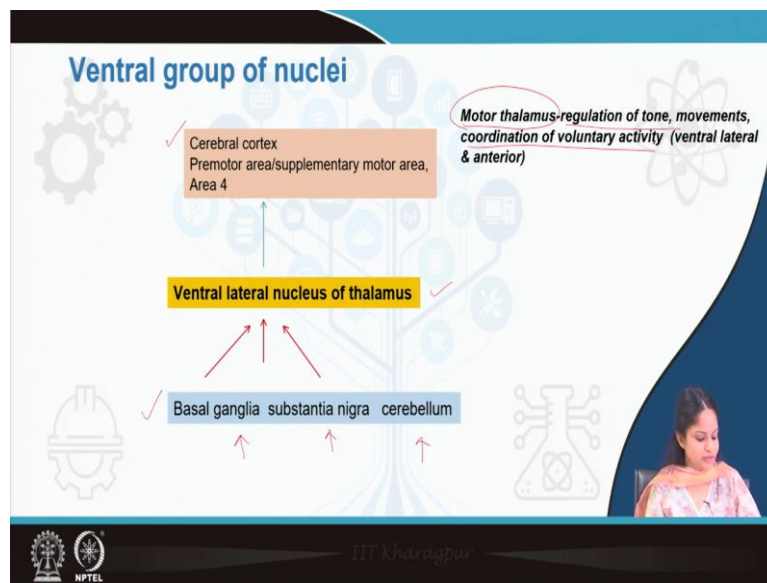 Ventral group of nuclei
Motor thalamus-regulation of tone, movements,
coordination of voluntary activity (ventral lateral
& anterior)
Cerebral cortex
Premotor area/supplementary motor area,
Area 4
Ventral lateral nucleus of thalamus
Basal ganglia substantia nigra cerebellum
IIT Kharagpur
NPTEL